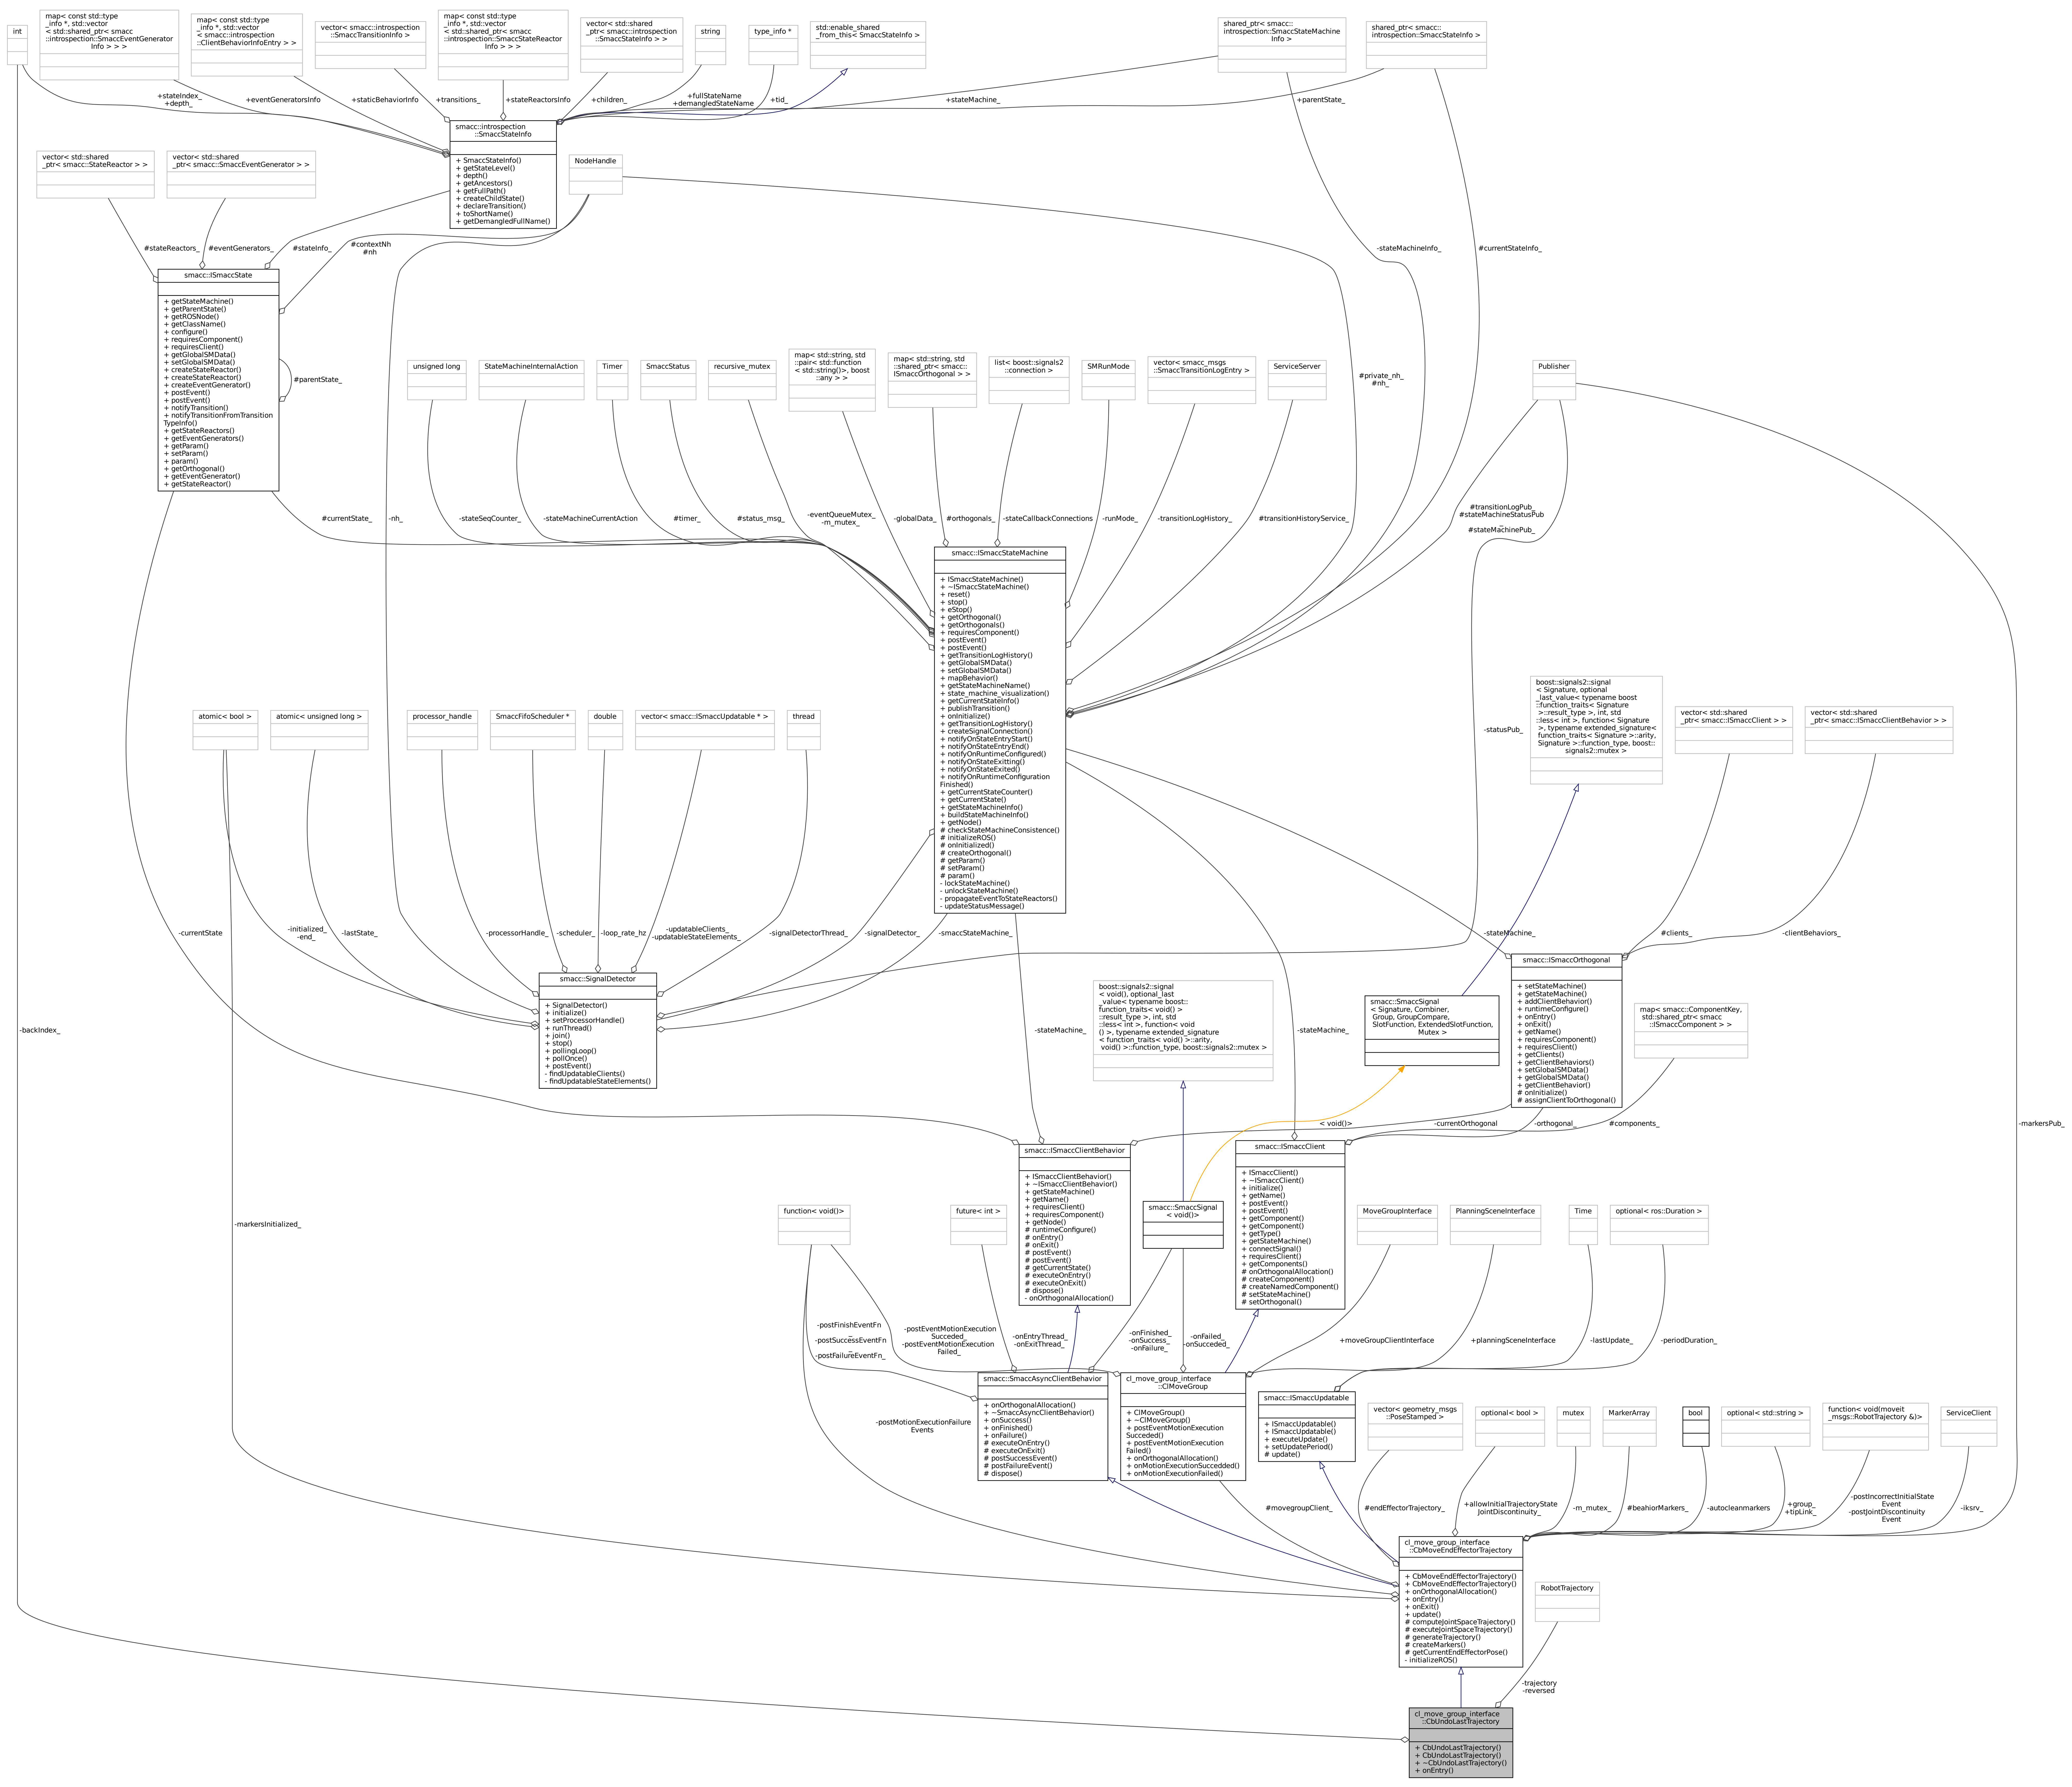 int
map< const std::type
_info *, std::vector
< std::shared_ptr< smacc
::introspection::SmaccEventGenerator
Info > > >
map< const std::type
_info *, std::vector
< smacc::introspection
::ClientBehaviorInfoEntry > >
vector< smacc::introspection
::SmaccTransitionInfo >
map< const std::type
_info *, std::vector
< std::shared_ptr< smacc
::introspection::SmaccStateReactor
Info > > >
vector< std::shared
_ptr< smacc::introspection
::SmaccStateInfo > >
string
type_info *
std::enable_shared
_from_this< SmaccStateInfo >
shared_ptr< smacc::
introspection::SmaccStateMachine
Info >
shared_ptr< smacc::
introspection::SmaccStateInfo >
+stateIndex_
+depth_
+eventGeneratorsInfo
+staticBehaviorInfo
+transitions_
+stateReactorsInfo
+children_
+fullStateName
+demangledStateName
+tid_
+stateMachine_
+parentState_
smacc::introspection
::SmaccStateInfo
+ SmaccStateInfo()
+ getStateLevel()
+ depth()
+ getAncestors()
+ getFullPath()
+ createChildState()
+ declareTransition()
+ toShortName()
+ getDemangledFullName()
vector< std::shared
_ptr< smacc::StateReactor > >
vector< std::shared
_ptr< smacc::SmaccEventGenerator > >
NodeHandle
#stateReactors_
#eventGenerators_
#stateInfo_
#contextNh
#nh
-stateMachineInfo_
#currentStateInfo_
smacc::ISmaccState
+ getStateMachine()
+ getParentState()
+ getROSNode()
+ getClassName()
+ configure()
+ requiresComponent()
+ requiresClient()
+ getGlobalSMData()
+ setGlobalSMData()
+ createStateReactor()
+ createStateReactor()
+ createEventGenerator()
+ postEvent()
+ postEvent()
+ notifyTransition()
+ notifyTransitionFromTransition
TypeInfo()
+ getStateReactors()
+ getEventGenerators()
+ getParam()
+ setParam()
+ param()
+ getOrthogonal()
+ getEventGenerator()
+ getStateReactor()
#parentState_
unsigned long
StateMachineInternalAction
Timer
SmaccStatus
recursive_mutex
map< std::string, std
::pair< std::function
< std::string()>, boost
::any > >
map< std::string, std
::shared_ptr< smacc::
ISmaccOrthogonal > >
list< boost::signals2
::connection >
SMRunMode
vector< smacc_msgs
::SmaccTransitionLogEntry >
ServiceServer
#private_nh_
#nh_
Publisher
#currentState_
-nh_
-stateSeqCounter_
-stateMachineCurrentAction
#timer_
#status_msg_
-eventQueueMutex_
-m_mutex_
-globalData_
#orthogonals_
-stateCallbackConnections
-runMode_
-transitionLogHistory_
#transitionHistoryService_
#transitionLogPub_
#stateMachineStatusPub
_
#stateMachinePub_
smacc::ISmaccStateMachine
+ ISmaccStateMachine()
+ ~ISmaccStateMachine()
+ reset()
+ stop()
+ eStop()
+ getOrthogonal()
+ getOrthogonals()
+ requiresComponent()
+ postEvent()
+ postEvent()
+ getTransitionLogHistory()
+ getGlobalSMData()
+ setGlobalSMData()
+ mapBehavior()
+ getStateMachineName()
+ state_machine_visualization()
+ getCurrentStateInfo()
+ publishTransition()
+ onInitialize()
+ getTransitionLogHistory()
+ createSignalConnection()
+ notifyOnStateEntryStart()
+ notifyOnStateEntryEnd()
+ notifyOnRuntimeConfigured()
+ notifyOnStateExitting()
+ notifyOnStateExited()
+ notifyOnRuntimeConfiguration
Finished()
+ getCurrentStateCounter()
+ getCurrentState()
+ getStateMachineInfo()
+ buildStateMachineInfo()
+ getNode()
# checkStateMachineConsistence()
# initializeROS()
# onInitialized()
# createOrthogonal()
# getParam()
# setParam()
# param()
- lockStateMachine()
- unlockStateMachine()
- propagateEventToStateReactors()
- updateStatusMessage()
atomic< bool >
atomic< unsigned long >
processor_handle
SmaccFifoScheduler *
double
vector< smacc::ISmaccUpdatable * >
thread
boost::signals2::signal
< Signature, optional
_last_value< typename boost
::function_traits< Signature
>::result_type >, int, std
::less< int >, function< Signature
>, typename extended_signature<
function_traits< Signature >::arity,
Signature >::function_type, boost::
signals2::mutex >
vector< std::shared
_ptr< smacc::ISmaccClient > >
vector< std::shared
_ptr< smacc::ISmaccClientBehavior > >
-statusPub_
-currentState
-initialized_
-end_
-lastState_
-processorHandle_
-scheduler_
-loop_rate_hz
-updatableClients_
-updatableStateElements_
-signalDetectorThread_
-signalDetector_
-smaccStateMachine_
-stateMachine_
#clients_
-clientBehaviors_
smacc::SignalDetector
+ SignalDetector()
+ initialize()
+ setProcessorHandle()
+ runThread()
+ join()
+ stop()
+ pollingLoop()
+ pollOnce()
+ postEvent()
- findUpdatableClients()
- findUpdatableStateElements()
smacc::ISmaccOrthogonal
+ setStateMachine()
+ getStateMachine()
+ addClientBehavior()
+ runtimeConfigure()
+ onEntry()
+ onExit()
+ getName()
+ requiresComponent()
+ requiresClient()
+ getClients()
+ getClientBehaviors()
+ setGlobalSMData()
+ getGlobalSMData()
+ getClientBehavior()
# onInitialize()
# assignClientToOrthogonal()
boost::signals2::signal
< void(), optional_last
_value< typename boost::
function_traits< void() >
::result_type >, int, std
::less< int >, function< void
() >, typename extended_signature
< function_traits< void() >::arity,
void() >::function_type, boost::signals2::mutex >
smacc::SmaccSignal
< Signature, Combiner,
Group, GroupCompare,
SlotFunction, ExtendedSlotFunction,
Mutex >
map< smacc::ComponentKey,
std::shared_ptr< smacc
::ISmaccComponent > >
-backIndex_
-stateMachine_
-stateMachine_
< void()>
-currentOrthogonal
-orthogonal_
#components_
-markersPub_
smacc::ISmaccClientBehavior
+ ISmaccClientBehavior()
+ ~ISmaccClientBehavior()
+ getStateMachine()
+ getName()
+ requiresClient()
+ requiresComponent()
+ getNode()
# runtimeConfigure()
# onEntry()
# onExit()
# postEvent()
# postEvent()
# getCurrentState()
# executeOnEntry()
# executeOnExit()
# dispose()
- onOrthogonalAllocation()
smacc::ISmaccClient
+ ISmaccClient()
+ ~ISmaccClient()
+ initialize()
+ getName()
+ postEvent()
+ postEvent()
+ getComponent()
+ getComponent()
+ getType()
+ getStateMachine()
+ connectSignal()
+ requiresClient()
+ getComponents()
# onOrthogonalAllocation()
# createComponent()
# createNamedComponent()
# setStateMachine()
# setOrthogonal()
-markersInitialized_
function< void()>
future< int >
smacc::SmaccSignal
< void()>
MoveGroupInterface
PlanningSceneInterface
Time
optional< ros::Duration >
-postFinishEventFn
_
-postSuccessEventFn
_
-postFailureEventFn_
-postEventMotionExecution
Succeded_
-postEventMotionExecution
Failed_
-onEntryThread_
-onExitThread_
-onFinished_
-onSuccess_
-onFailure_
-onFailed_
-onSucceded_
+moveGroupClientInterface
+planningSceneInterface
-lastUpdate_
-periodDuration_
smacc::SmaccAsyncClientBehavior
+ onOrthogonalAllocation()
+ ~SmaccAsyncClientBehavior()
+ onSuccess()
+ onFinished()
+ onFailure()
# executeOnEntry()
# executeOnExit()
# postSuccessEvent()
# postFailureEvent()
# dispose()
cl_move_group_interface
::ClMoveGroup
+ ClMoveGroup()
+ ~ClMoveGroup()
+ postEventMotionExecution
Succeded()
+ postEventMotionExecution
Failed()
+ onOrthogonalAllocation()
+ onMotionExecutionSuccedded()
+ onMotionExecutionFailed()
smacc::ISmaccUpdatable
+ ISmaccUpdatable()
+ ISmaccUpdatable()
+ executeUpdate()
+ setUpdatePeriod()
# update()
vector< geometry_msgs
::PoseStamped >
optional< bool >
mutex
MarkerArray
bool
optional< std::string >
function< void(moveit
_msgs::RobotTrajectory &)>
ServiceClient
-postMotionExecutionFailure
Events_
#movegroupClient_
#endEffectorTrajectory_
+allowInitialTrajectoryState
JointDiscontinuity_
-m_mutex_
#beahiorMarkers_
-autocleanmarkers
+group_
+tipLink_
-postIncorrectInitialState
Event
-postJointDiscontinuity
Event
-iksrv_
cl_move_group_interface
::CbMoveEndEffectorTrajectory
+ CbMoveEndEffectorTrajectory()
+ CbMoveEndEffectorTrajectory()
+ onOrthogonalAllocation()
+ onEntry()
+ onExit()
+ update()
# computeJointSpaceTrajectory()
# executeJointSpaceTrajectory()
# generateTrajectory()
# createMarkers()
# getCurrentEndEffectorPose()
- initializeROS()
RobotTrajectory
-trajectory
-reversed
cl_move_group_interface
::CbUndoLastTrajectory
+ CbUndoLastTrajectory()
+ CbUndoLastTrajectory()
+ ~CbUndoLastTrajectory()
+ onEntry()